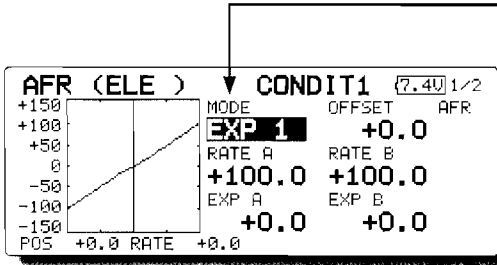 AFR (ELE ) CONDIT1 7.4V 1/2
+150 MODE OFFSET AFR
+100 EXP 1 +0.0
+50 RATE A RATE B
0 +100.0 +100.0
-50 EXP A EXP B
-100 +0.0 +0.0
-150
POS +0.0 RATE +0.0